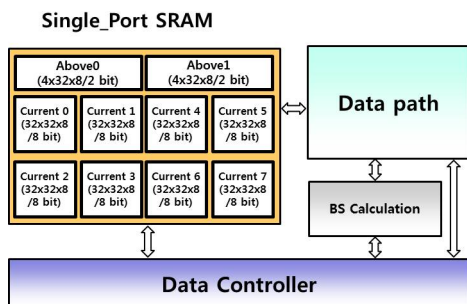 Single_Port SRAM
Above0
(4x32x8/2 bit)
Above1
(4x32x8/2 bit)
Current 0
(32x32x8
/8 bit)
Current 1
(32x32x8
/8 bit)
Current 4
(32x32x8
/8 bit)
Current 5
(32x32x8
/8 bit)
Current 2
(32x32x8
/8 bit)
Current 3
(32x32x8
/8 bit)
Current 6
(32x32x8
/8 bit)
Current 7
(32x32x8
/8 bit)
Data path
BS Calculation
Data Controller